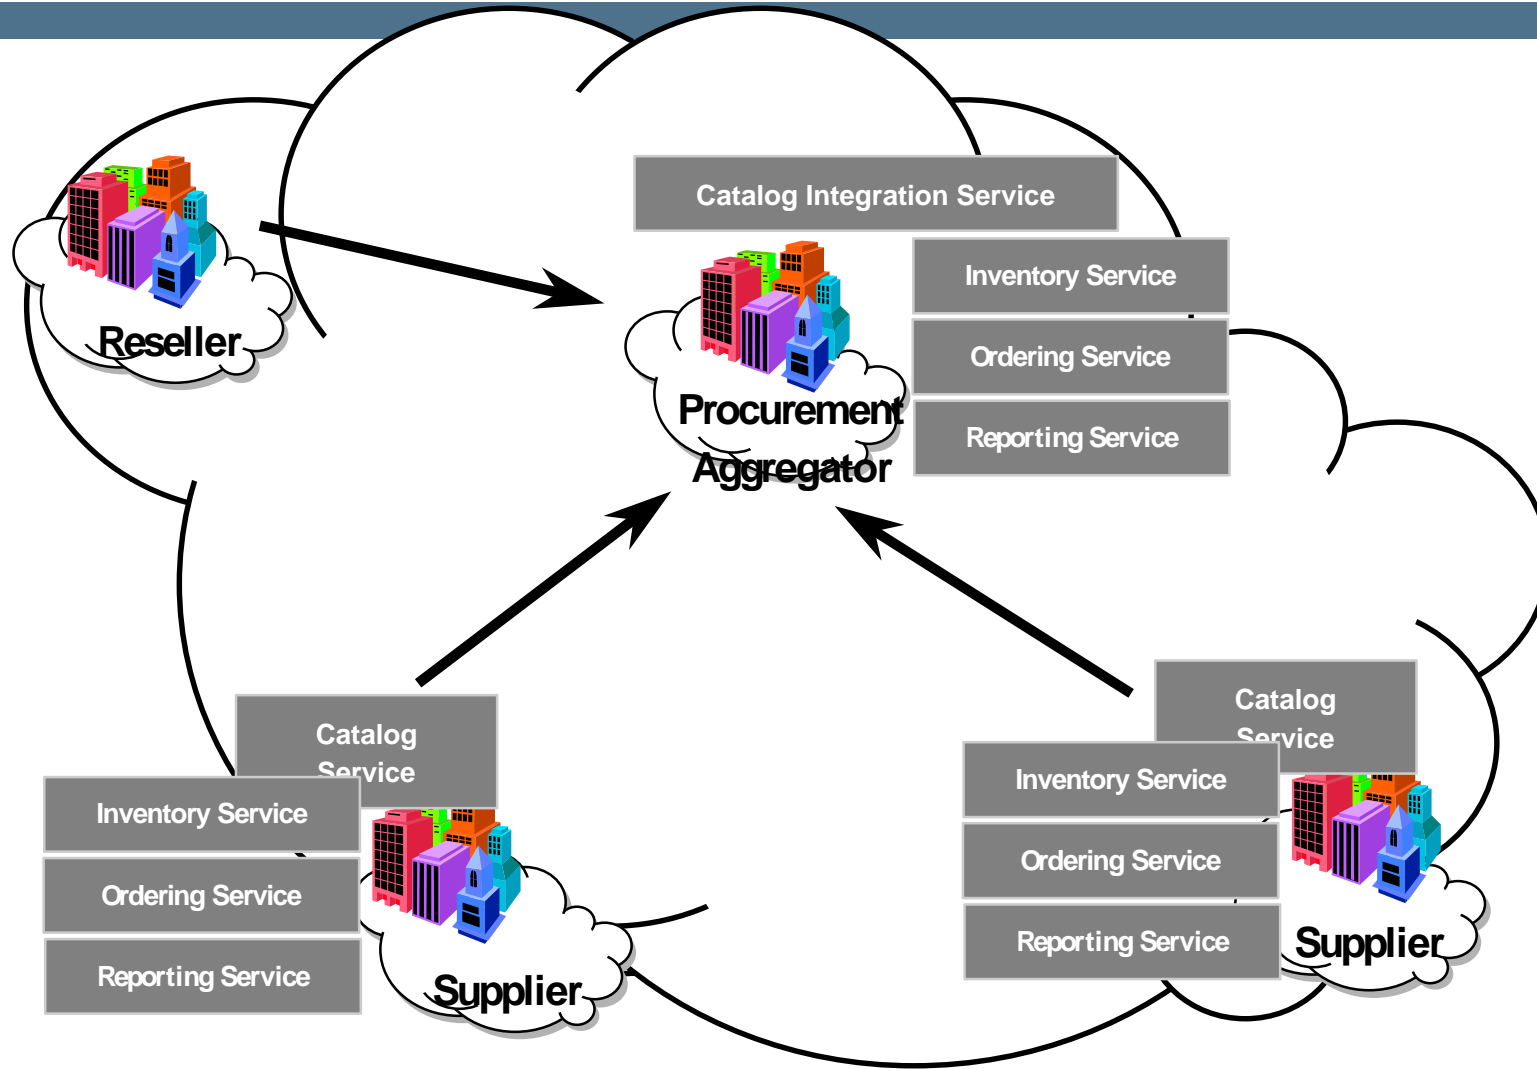 Catalog Integration Service
Inventory Service
Ordering Service
Reporting Service
Reseller
Procurement
Aggregator
Catalog
Service
Inventory Service
Ordering Service
Reporting Service
Supplier
Catalog
Service
Inventory Service
Ordering Service
Reporting Service
Supplier